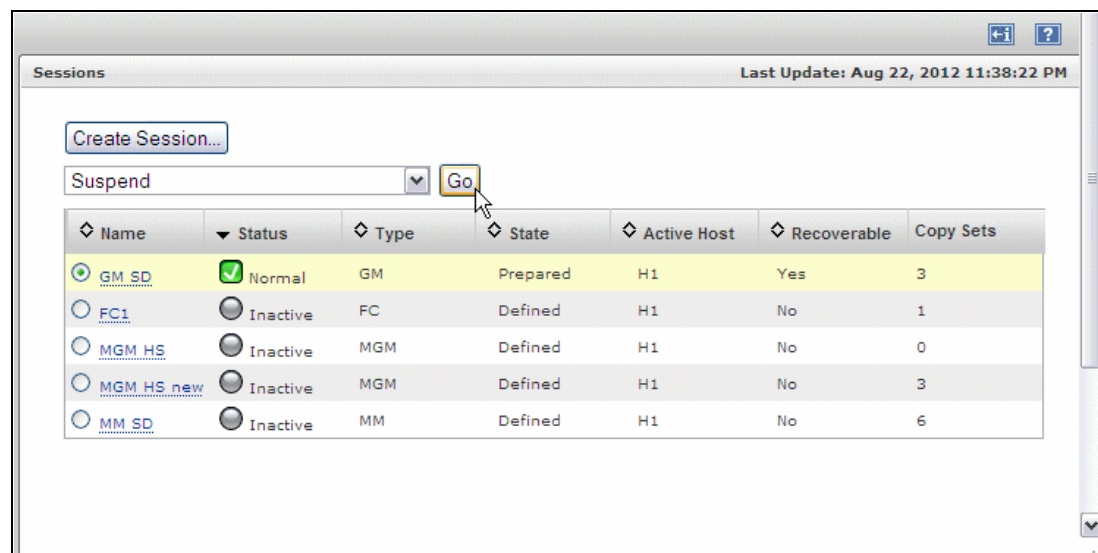 Sessions Last Update: Aug 22, 2012 11:38:22 PM
Create Session...
Suspend Go
Name Status Type State Active Host Recoverable Copy Sets
GM SD Normal GM Prepared H1 Yes 3
FC1 Inactive FC Defined H1 No 1
MGM HS Inactive MGM Defined H1 No 0
MGM HS new Inactive MGM Defined H1 No 3
MM SD Inactive MM Defined H1 No 6